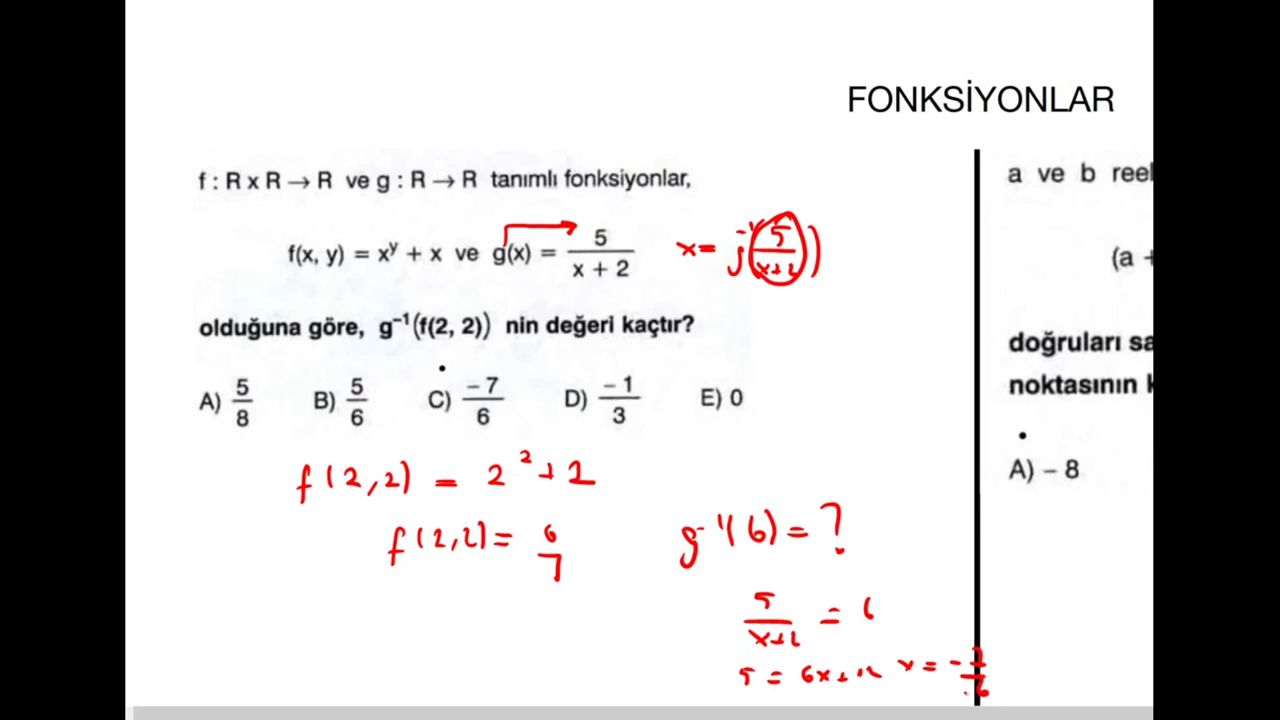 FONKSİYONLAR
f : R x R → R ve g : R → R tanımlı fonksiyonlar,
f(x, y) = xʸ + x ve g(x) = 5/(x + 2)
x = g⁻¹(5/(x+2))
olduğuna göre, g⁻¹(f(2, 2)) nin değeri kaçtır?
A) 5/8 B) 5/6 C) −7/6 D) −1/3 E) 0
f(2,2) = 2² + 2
f(2,2) = 6
g⁻¹(6) = ?
5/(x+2) = 6
5 = 6x + 12 x = −7/6
a ve b reel
(a +
doğruları sa
noktasının k
A) – 8